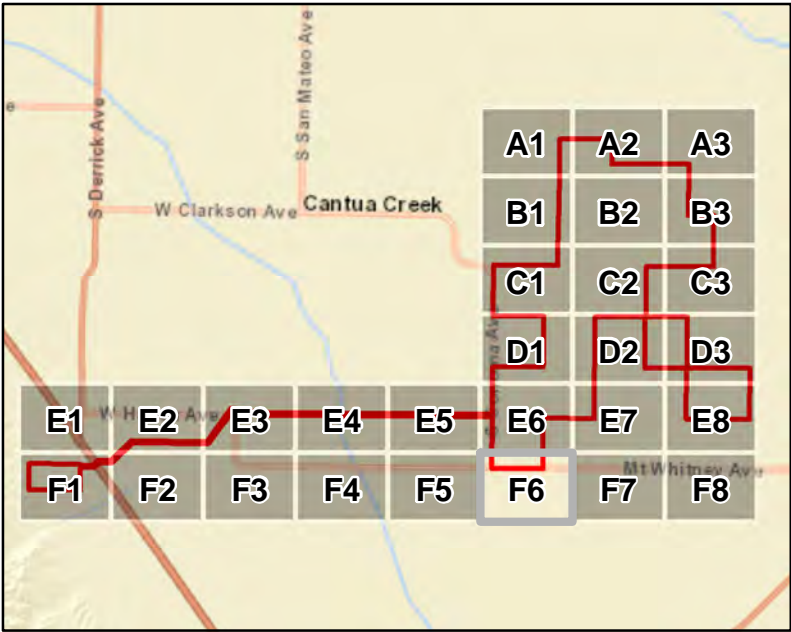 S San Mateo Ave
e
S Derrick Ave
A1 A2 A3
W Clarkson Ave Cantua Creek
B1 B2 B3
C1 C2 C3
D1 D2 D3
E1 E2 E3 E4 E5 E6 E7 E8
Mt Whitney Ave
F1 F2 F3 F4 F5 F6 F7 F8